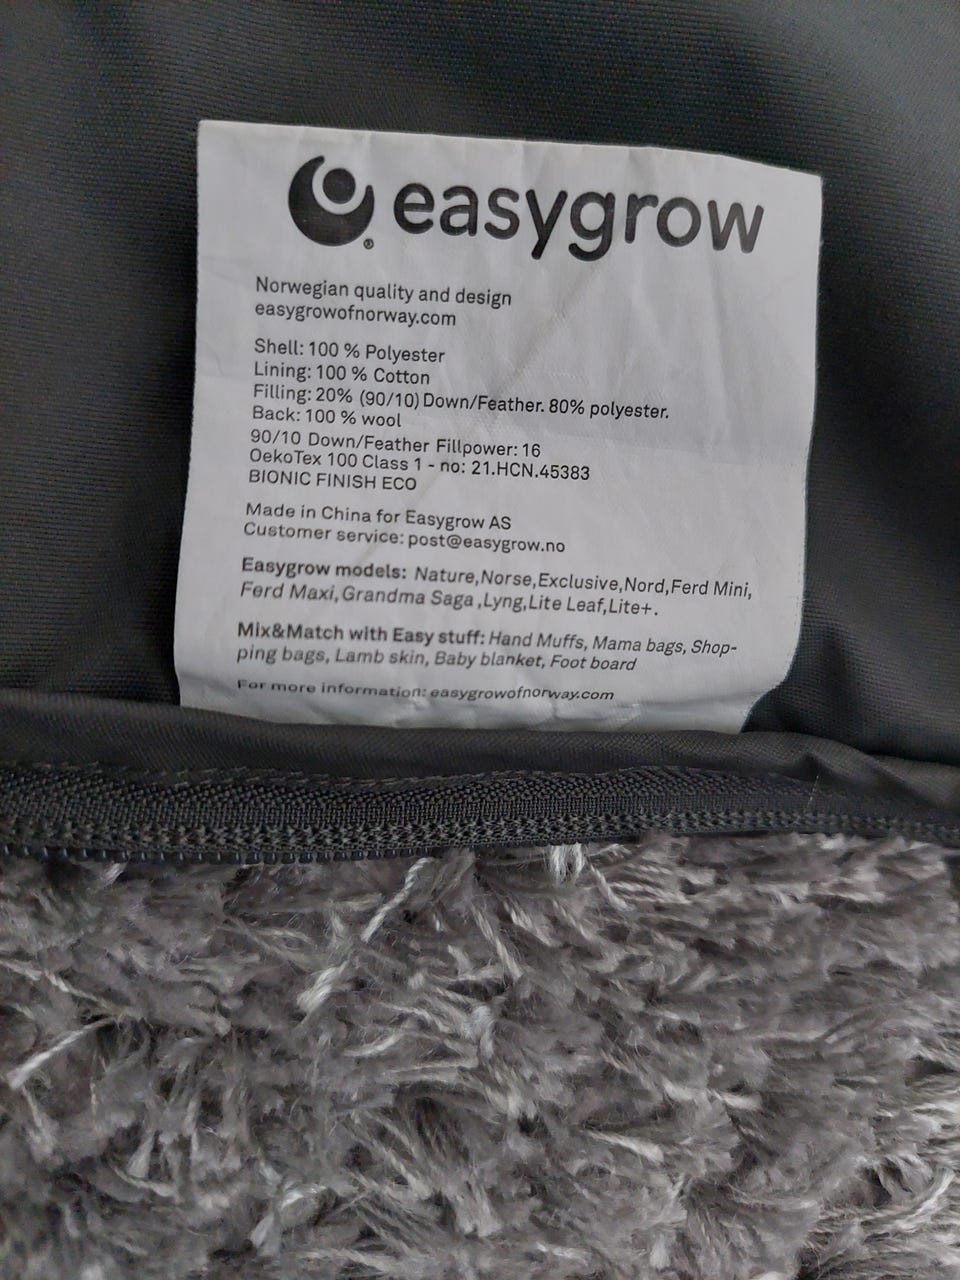 easygrow
®
Norwegian quality and design
easygrowofnorway.com
Shell: 100 % Polyester
Lining: 100 % Cotton
Filling: 20% (90/10) Down/Feather. 80% polyester.
Back: 100 % wool
90/10 Down/Feather Fillpower: 16
OekoTex 100 Class 1 - no: 21.HCN.45383
BIONIC FINISH ECO
Made in China for Easygrow AS
Customer service: post@easygrow.no
Easygrow models: Nature,Norse,Exclusive,Nord,Ferd Mini,
Ferd Maxi,Grandma Saga ,Lyng,Lite Leaf,Lite+.
Mix&Match with Easy stuff: Hand Muffs, Mama bags, Shop-
ping bags, Lamb skin, Baby blanket, Foot board
For more information: easygrowofnorway.com